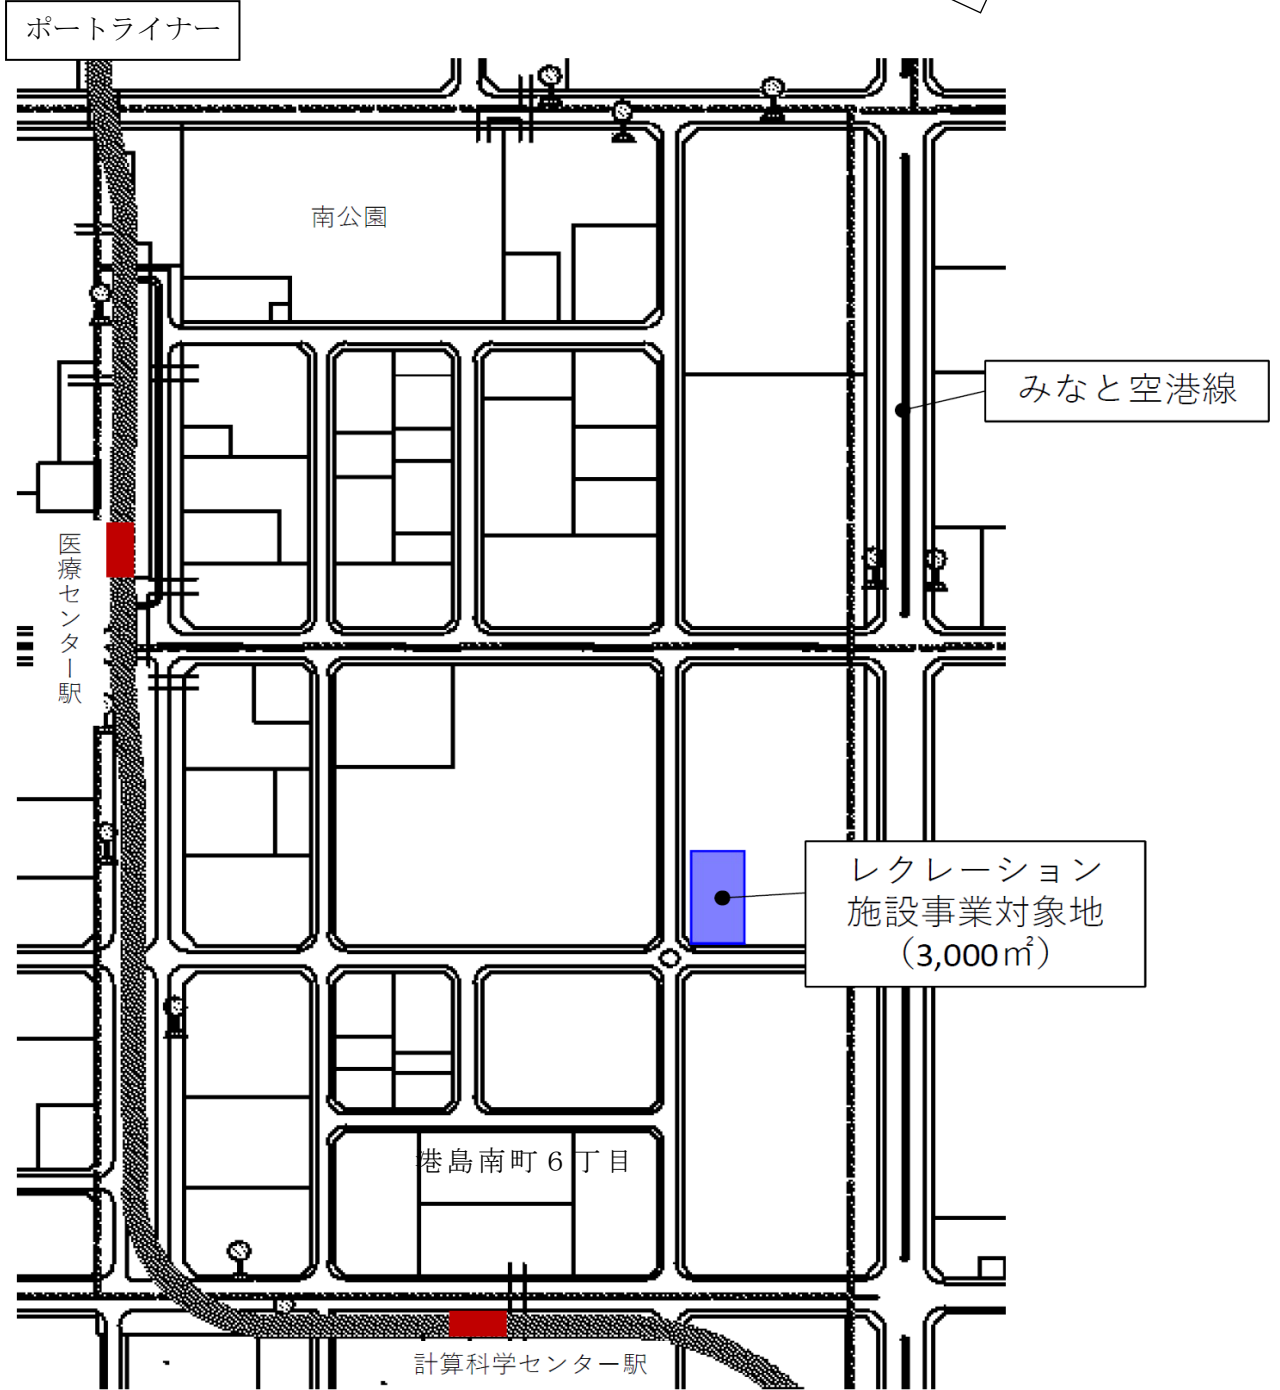 ポートライナー
南公園
みなと空港線
医療センター駅
レクレーション
施設事業対象地
（3,000㎡）
港島南町６丁目
計算科学センター駅